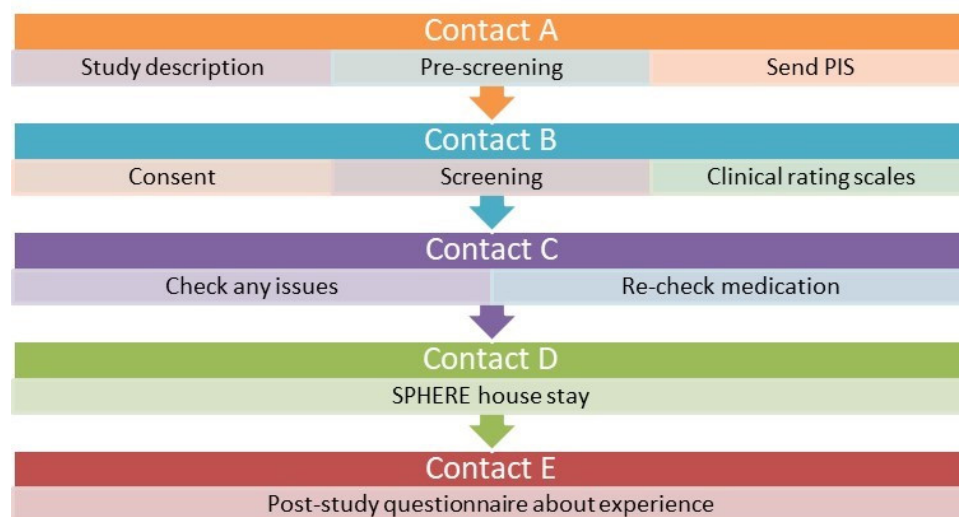 Contact A
Study description Pre-screening Send PIS
Contact B
Consent Screening Clinical rating scales
Contact C
Check any issues Re-check medication
Contact D
SPHERE house stay
Contact E
Post-study questionnaire about experience